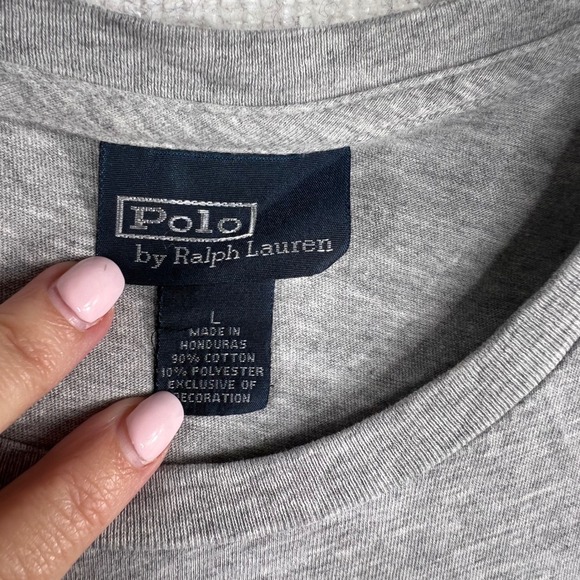 Polo
by Ralph Lauren
L
MADE IN
HONDURAS
90% COTTON
10% POLYESTER
EXCLUSIVE OF
DECORATION